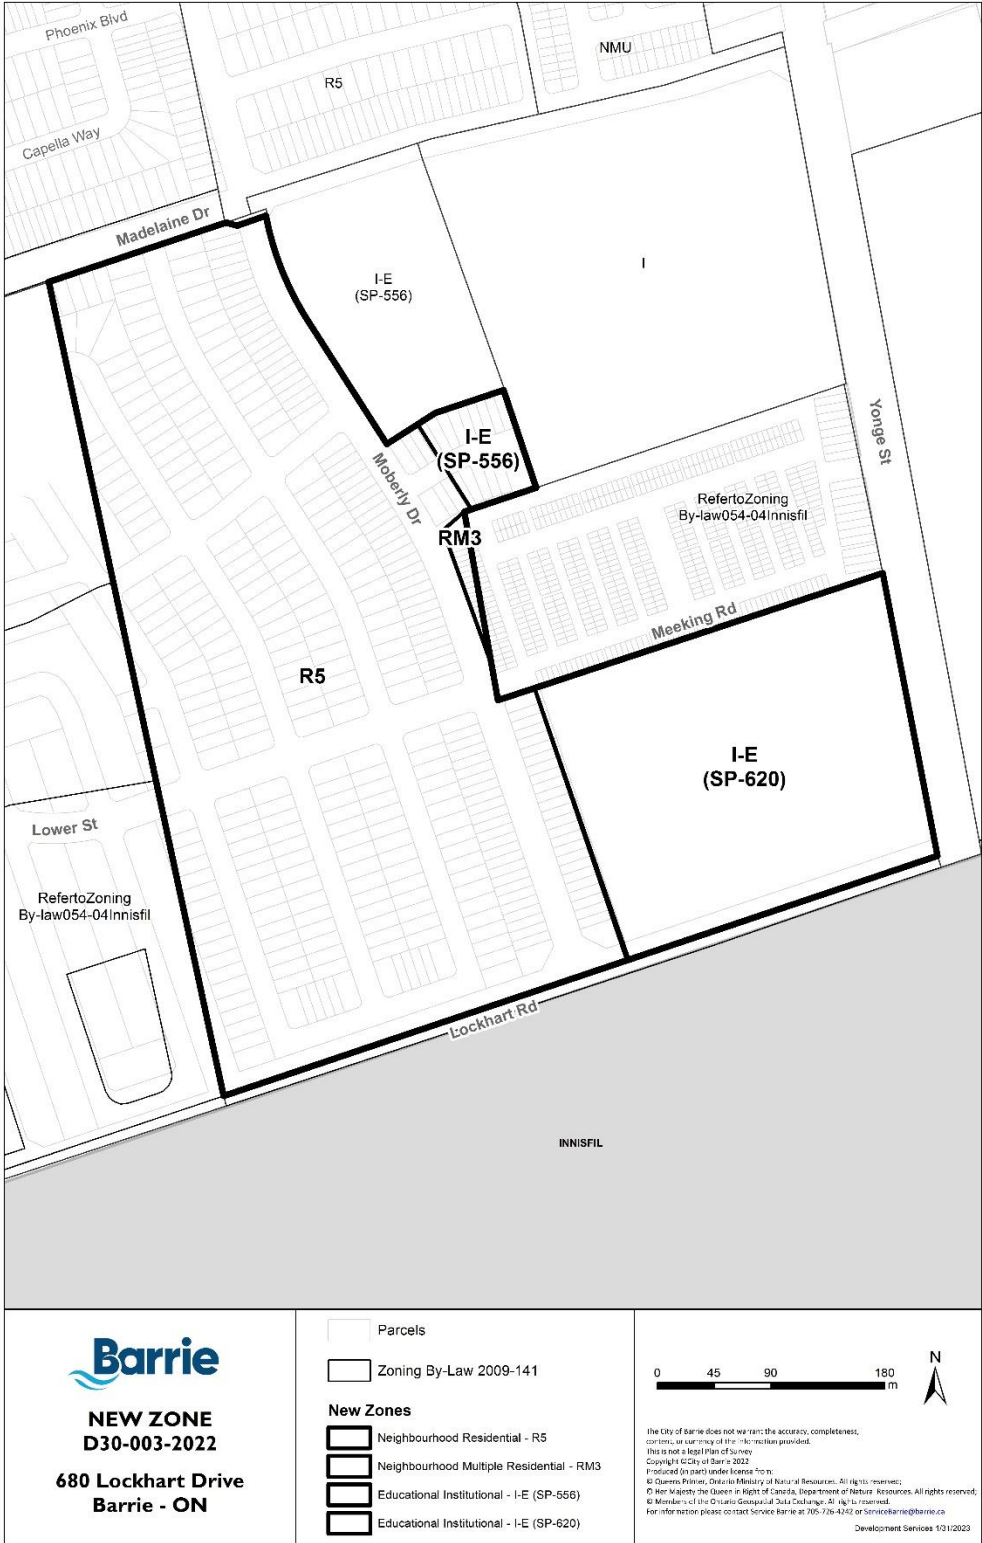 Phoenix Blvd
NMU
R5
Capella Way
Madelaine Dr
I-E
(SP-556)
I
Yonge St
I-E
(SP-556)
Moberly Dr
RefertoZoning
By-law054-04Innisfil
RM3
Meeking Rd
R5
I-E
(SP-620)
Lower St
RefertoZoning
By-law054-04Innisfil
Lockhart Rd
INNISFIL
Barrie
NEW ZONE
D30-003-2022
680 Lockhart Drive
Barrie - ON
Parcels
Zoning By-Law 2009-141
New Zones
Neighbourhood Residential - R5
Neighbourhood Multiple Residential - RM3
Educational Institutional - I-E (SP-556)
Educational Institutional - I-E (SP-620)
0 45 90 180
m
N
The City of Barrie does not warrant the accuracy, completeness,
content, or currency of the information provided.
This is not a legal Plan of Survey
Copyright ©City of Barrie 2022
Produced (in part) under license from:
© Queens Printer, Ontario Ministry of Natural Resources. All rights reserved;
© Her Majesty the Queen in Right of Canada, Department of Natural Resources. All rights reserved;
© Members of the Ontario Geospatial Data Exchange. All rights reserved.
For information please contact Service Barrie at 705-726-4242 or ServiceBarrie@barrie.ca
Development Services 1/31/2023